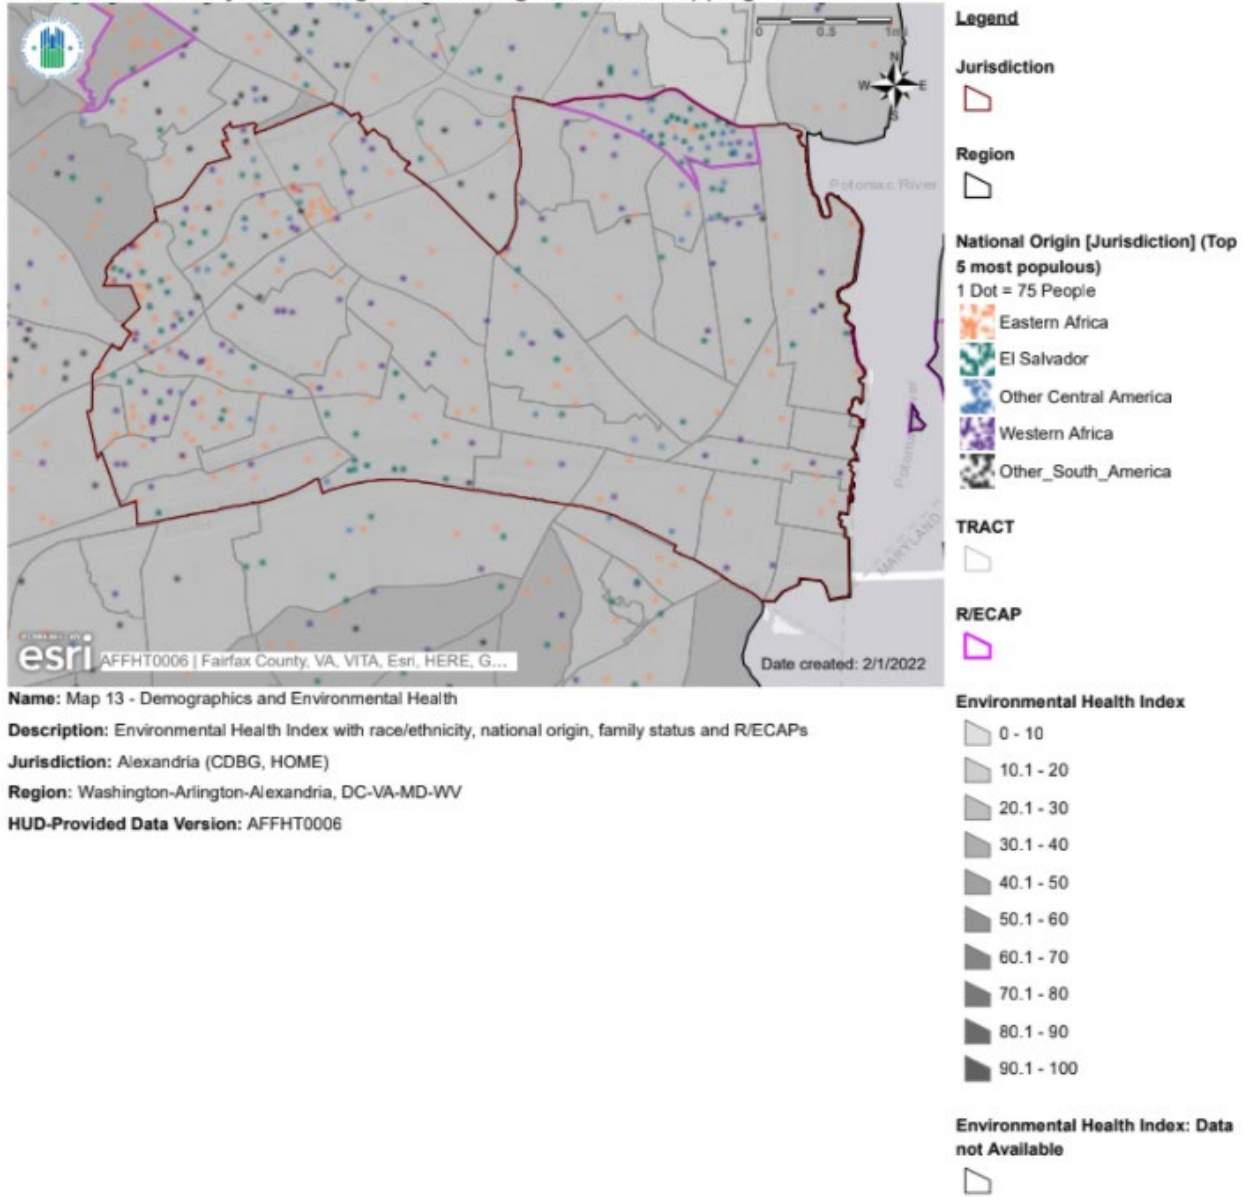 0 0.5 1mi
N
W E
S
Potomac River
Potomac River
MARYLAND
esri
AFFHT0006 | Fairfax County, VA, VITA, Esri, HERE, G...
Date created: 2/1/2022
Name: Map 13 - Demographics and Environmental Health
Description: Environmental Health Index with race/ethnicity, national origin, family status and R/ECAPs
Jurisdiction: Alexandria (CDBG, HOME)
Region: Washington-Arlington-Alexandria, DC-VA-MD-WV
HUD-Provided Data Version: AFFHT0006
Legend
Jurisdiction
Region
National Origin [Jurisdiction] (Top
5 most populous)
1 Dot = 75 People
Eastern Africa
El Salvador
Other Central America
Western Africa
Other_South_America
TRACT
R/ECAP
Environmental Health Index
0 - 10
10.1 - 20
20.1 - 30
30.1 - 40
40.1 - 50
50.1 - 60
60.1 - 70
70.1 - 80
80.1 - 90
90.1 - 100
Environmental Health Index: Data
not Available